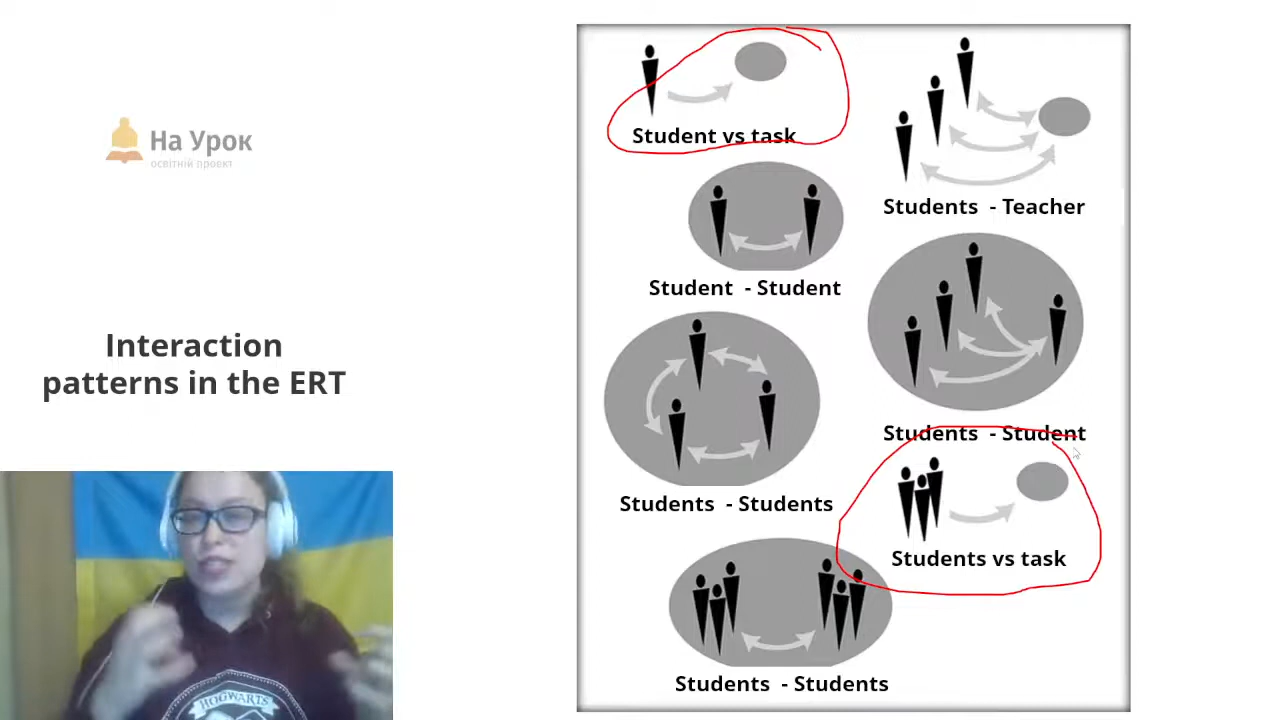 На Урок
освітній проект
Interaction
patterns in the ERT
Student vs task
Students - Teacher
Student - Student
Students - Student
Students - Students
Students vs task
Students - Students
HOGWARTS